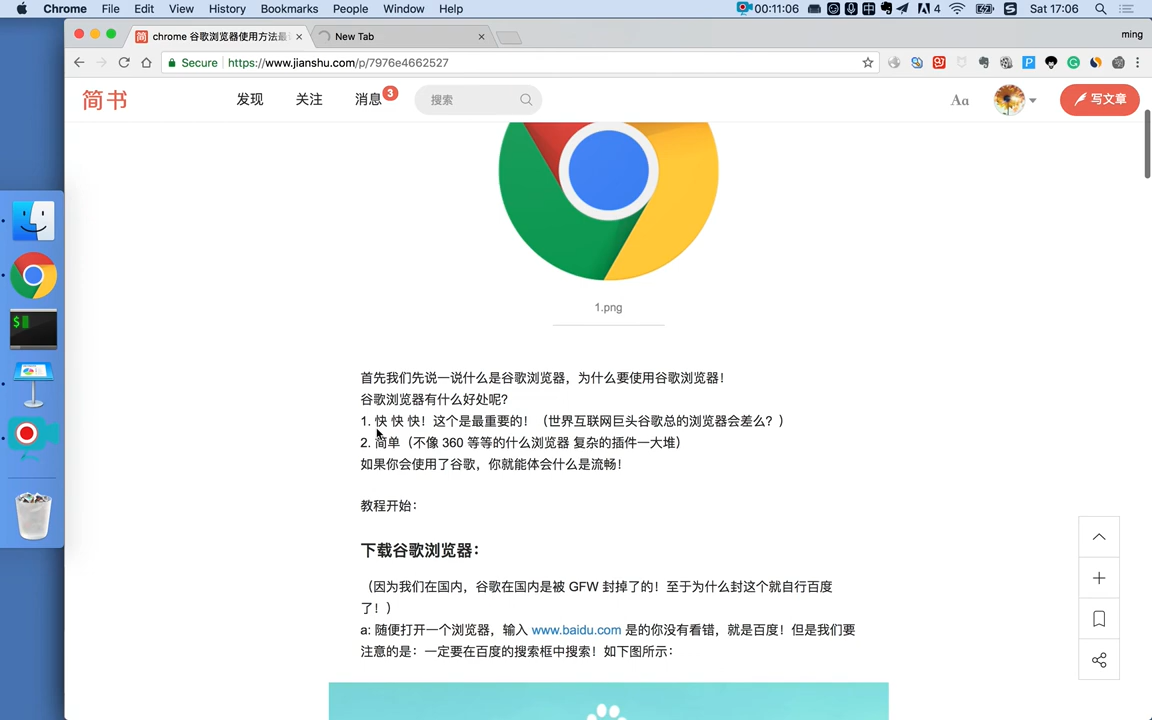 Chrome File Edit View History Bookmarks People Window Help 00:11:06 4 Sat 17:06
chrome 谷歌浏览器使用方法最 New Tab ming
Secure https://www.jianshu.com/p/7976e4662527
简书 发现 关注 消息 3 搜索 Aa 写文章
1.png
首先我们先说一说什么是谷歌浏览器，为什么要使用谷歌浏览器！
谷歌浏览器有什么好处呢？
1. 快 快 快！这个是最重要的！（世界互联网巨头谷歌总的浏览器会差么？）
2. 简单（不像 360 等等的什么浏览器 复杂的插件一大堆）
如果你会使用了谷歌，你就能体会什么是流畅！
教程开始：
下载谷歌浏览器：
（因为我们在国内，谷歌在国内是被 GFW 封掉了的！至于为什么封这个就自行百度
了！）
a: 随便打开一个浏览器，输入 www.baidu.com 是的你没有看错，就是百度！但是我们要
注意的是：一定要在百度的搜索框中搜索！如下图所示：